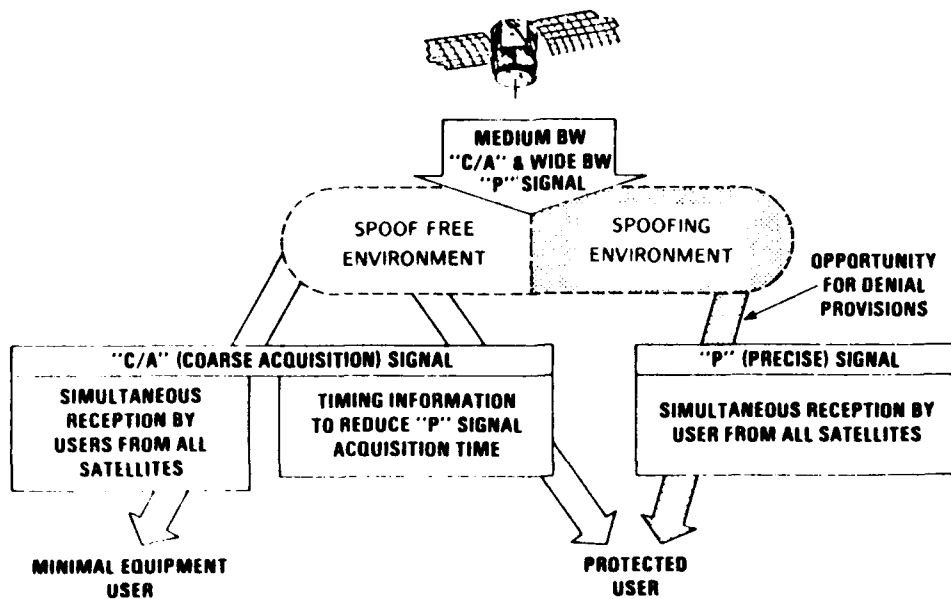 MEDIUM BW
"C/A" & WIDE BW
"P" SIGNAL
SPOOF FREE
ENVIRONMENT
SPOOFING
ENVIRONMENT
OPPORTUNITY
FOR DENIAL
PROVISIONS
"C/A" (COARSE ACQUISITION) SIGNAL
SIMULTANEOUS
RECEPTION BY
USERS FROM ALL
SATELLITES
TIMING INFORMATION
TO REDUCE "P" SIGNAL
ACQUISITION TIME
"P" (PRECISE) SIGNAL
SIMULTANEOUS RECEPTION BY
USER FROM ALL SATELLITES
MINIMAL EQUIPMENT
USER
PROTECTED
USER